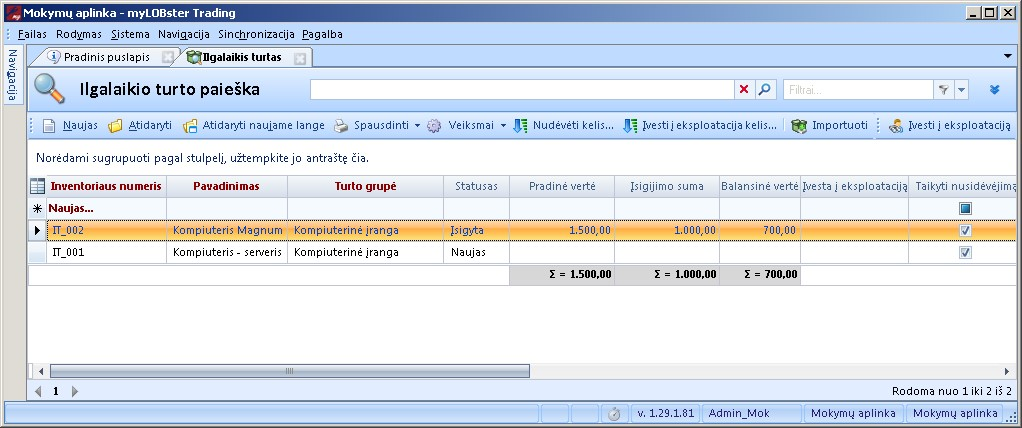 Mokymų aplinka - myLOBster Trading
Failas Rodymas Sistema Navigacija Sinchronizacija Pagalba
Navigacija
Pradinis puslapis Ilgalaikis turtas
Ilgalaikio turto paieška Filtrai...
Naujas Atidaryti Atidaryti naujame lange Spausdinti Veiksmai Nudėvėti kelis... Įvesti į eksploatacija kelis... Importuoti Įvesti į eksploataciją
Norėdami sugrupuoti pagal stulpelį, užtempkite jo antraštę čia.
Inventoriaus numeris Pavadinimas Turto grupė Statusas Pradinė vertė Įsigijimo suma Balansinė vertė Įvesta į eksploataciją Taikyti nusidėvėjimą
Naujas...
IT_002 Kompiuteris Magnum Kompiuterinė įranga Įsigyta 1.500,00 1.000,00 700,00
IT_001 Kompiuteris - serveris Kompiuterinė įranga Naujas
Σ = 1.500,00 Σ = 1.000,00 Σ = 700,00
1 Rodoma nuo 1 iki 2 iš 2
v. 1.29.1.81 Admin_Mok Mokymų aplinka Mokymų aplinka